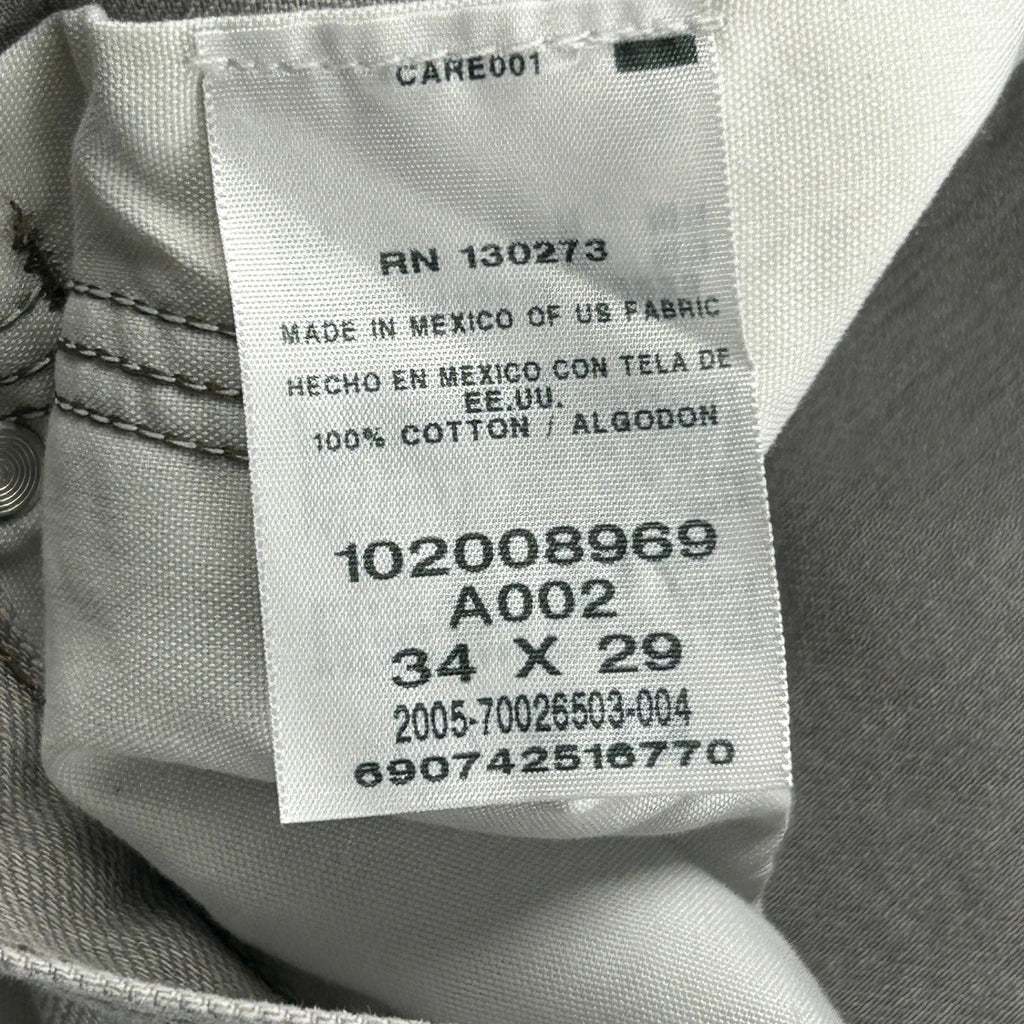 CARE001
RN 130273
MADE IN MEXICO OF US FABRIC
HECHO EN MEXICO CON TELA DE
EE.UU.
100% COTTON / ALGODON
102008969
A002
34 X 29
2005-70026503-004
690742516770